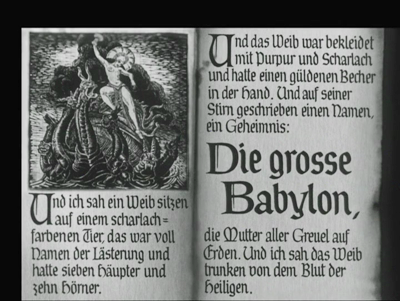 Und ich sah ein Weib sitzen
auf einem scharlach=
farbenen Tier, das war voll
Namen der Lästerung und
hatte sieben Häupter und
zehn Hörner.
Und das Weib war bekleidet
mit Purpur und Scharlach
und hatte einen güldenen Becher
in der Hand. Und auf seiner
Stirn geschrieben einen Namen,
ein Geheimnis:
Die grosse
Babylon,
die Mutter aller Greuel auf
Erden. Und ich sah das Weib
trunken von dem Blut der
Heiligen.